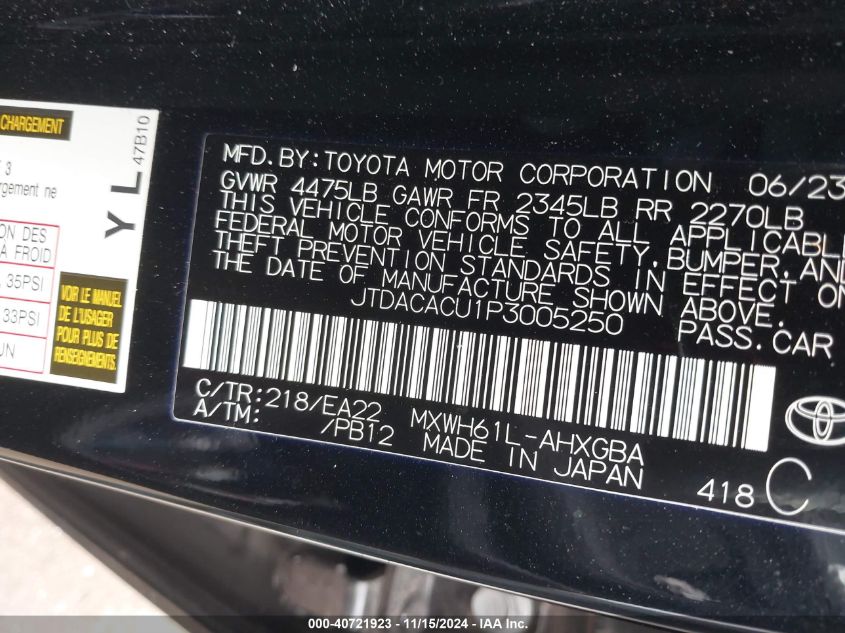 CHARGEMENT
3
rgement ne
YL
47B10
ION DES
À FROID
35PSI
33PSI
UN
VOIR LE MANUEL
DE L'USAGER
POUR PLUS DE
RENSEIGNEMENTS.
MFD. BY: TOYOTA MOTOR CORPORATION 06/23
GVWR 4475LB GAWR FR 2345LB RR 2270LB
THIS VEHICLE CONFORMS TO ALL APPLICABLE
FEDERAL MOTOR VEHICLE SAFETY, BUMPER, AND
THEFT PREVENTION STANDARDS IN EFFECT ON
THE DATE OF MANUFACTURE SHOWN ABOVE.
JTDACACU1P3005250 PASS. CAR
C/TR: 218/EA22 MXWH61L-AHXGBA
A/TM: /PB12 MADE IN JAPAN
418 C
000-40721923 - 11/15/2024 - IAA Inc.